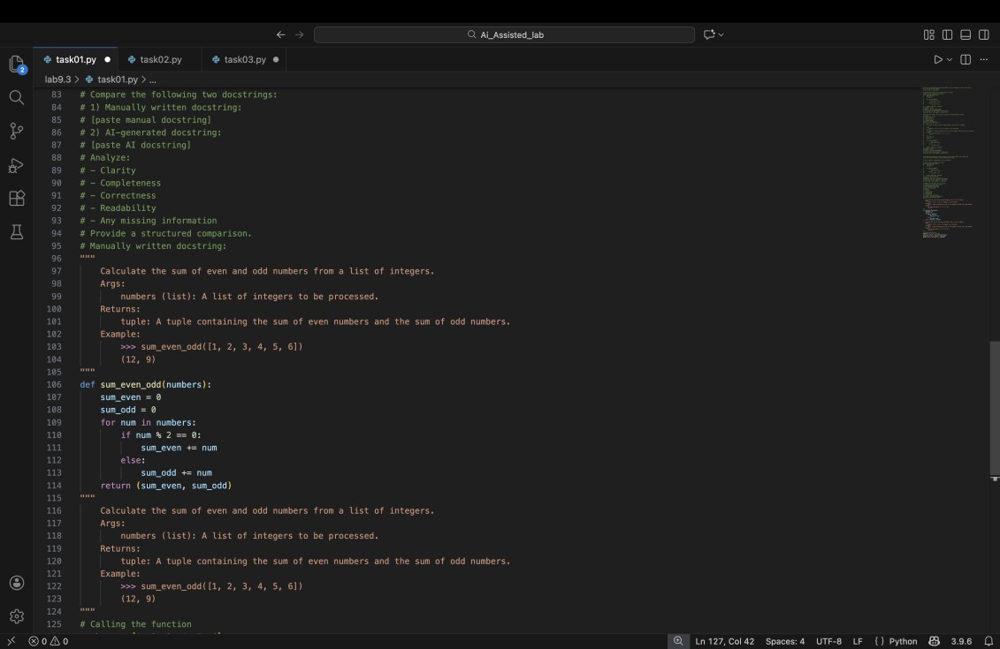 Ai_Assisted_lab
task01.py
task02.py
task03.py
lab9.3 > task01.py > ...
2
83 # Compare the following two docstrings:
84 # 1) Manually written docstring:
85 # [paste manual docstring]
86 # 2) AI-generated docstring:
87 # [paste AI docstring]
88 # Analyze:
89 # - Clarity
90 # - Completeness
91 # - Correctness
92 # - Readability
93 # - Any missing information
94 # Provide a structured comparison.
95 # Manually written docstring:
96 """
97 Calculate the sum of even and odd numbers from a list of integers.
98 Args:
99 numbers (list): A list of integers to be processed.
100 Returns:
101 tuple: A tuple containing the sum of even numbers and the sum of odd numbers.
102 Example:
103 >>> sum_even_odd([1, 2, 3, 4, 5, 6])
104 (12, 9)
105 """
106 def sum_even_odd(numbers):
107 sum_even = 0
108 sum_odd = 0
109 for num in numbers:
110 if num % 2 == 0:
111 sum_even += num
112 else:
113 sum_odd += num
114 return (sum_even, sum_odd)
115 """
116 Calculate the sum of even and odd numbers from a list of integers.
117 Args:
118 numbers (list): A list of integers to be processed.
119 Returns:
120 tuple: A tuple containing the sum of even numbers and the sum of odd numbers.
121 Example:
122 >>> sum_even_odd([1, 2, 3, 4, 5, 6])
123 (12, 9)
124 """
125 # Calling the function
0 0
Ln 127, Col 42 Spaces: 4 UTF-8 LF { } Python 3.9.6